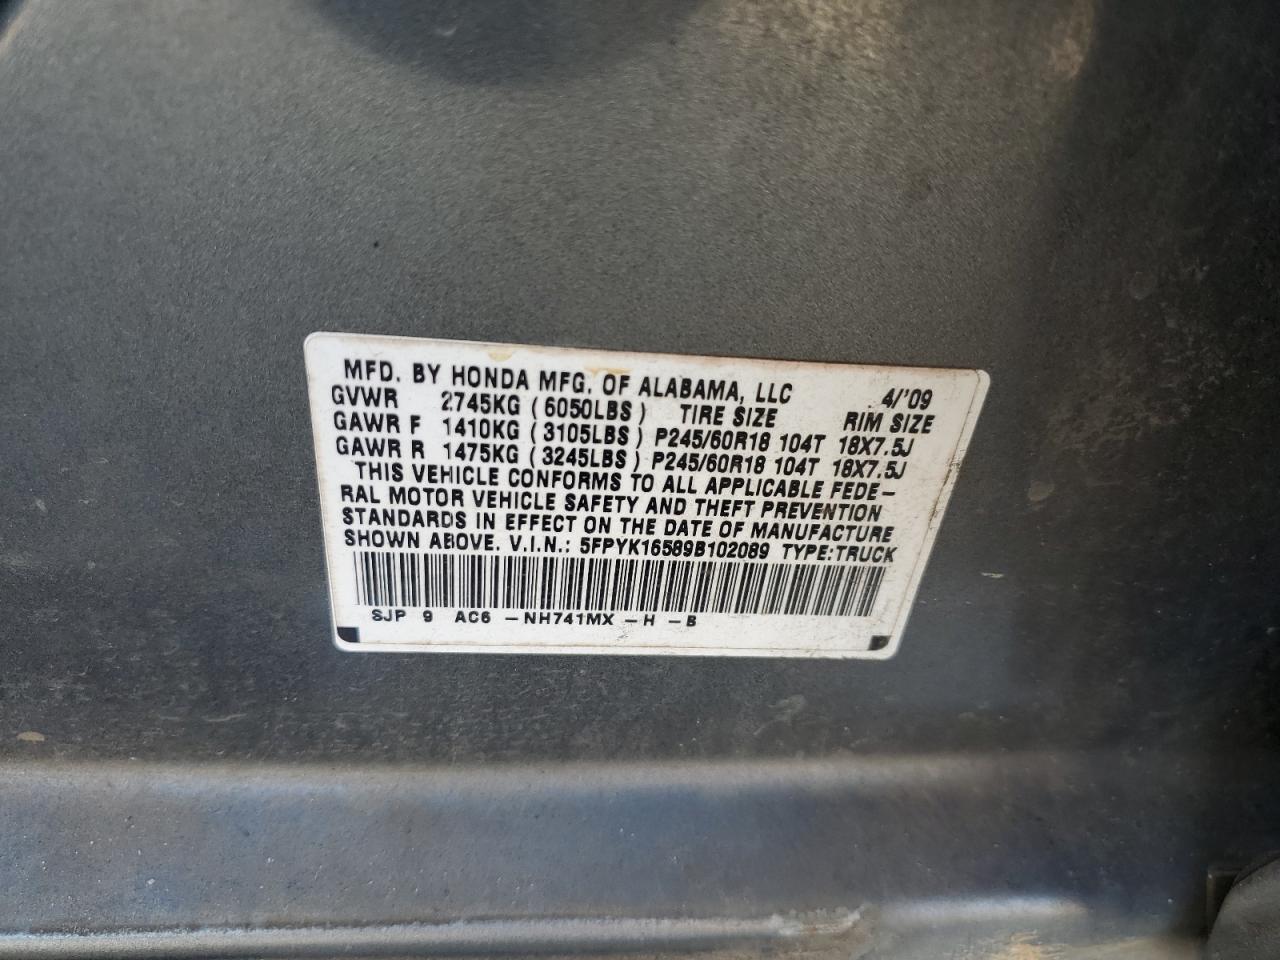 MFD. BY HONDA MFG. OF ALABAMA, LLC 4/'09
GVWR 2745KG (6050LBS) TIRE SIZE RIM SIZE
GAWR F 1410KG (3105LBS) P245/60R18 104T 18X7.5J
GAWR R 1475KG (3245LBS) P245/60R18 104T 18X7.5J
THIS VEHICLE CONFORMS TO ALL APPLICABLE FEDE-
RAL MOTOR VEHICLE SAFETY AND THEFT PREVENTION
STANDARDS IN EFFECT ON THE DATE OF MANUFACTURE
SHOWN ABOVE. V.I.N.: 5FPYK16589B102089 TYPE:TRUCK
SJP 9 AC6 -NH741MX -H -B